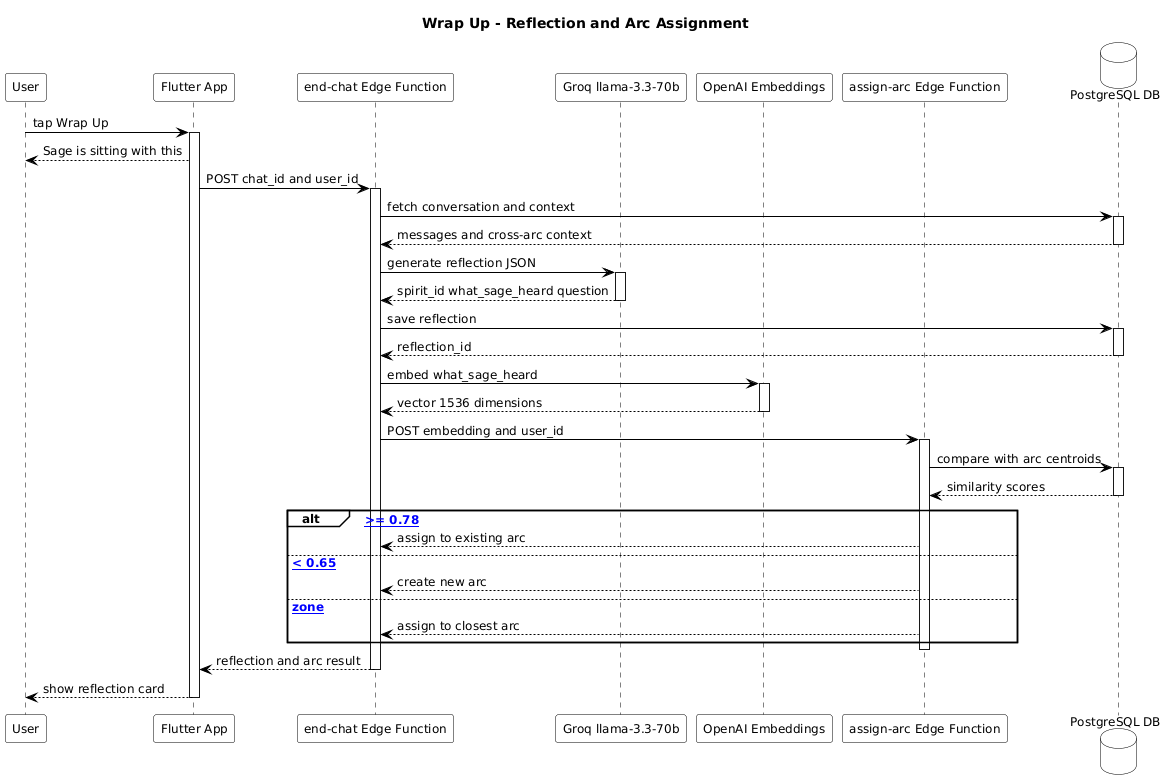 Wrap Up - Reflection and Arc Assignment
User
Flutter App
end-chat Edge Function
Groq llama-3.3-70b
OpenAI Embeddings
assign-arc Edge Function
PostgreSQL DB
tap Wrap Up
Sage is sitting with this
POST chat_id and user_id
fetch conversation and context
messages and cross-arc context
generate reflection JSON
spirit_id what_sage_heard question
save reflection
reflection_id
embed what_sage_heard
vector 1536 dimensions
POST embedding and user_id
compare with arc centroids
similarity scores
alt
>= 0.78
assign to existing arc
< 0.65
create new arc
zone
assign to closest arc
reflection and arc result
show reflection card
User
Flutter App
end-chat Edge Function
Groq llama-3.3-70b
OpenAI Embeddings
assign-arc Edge Function
PostgreSQL DB